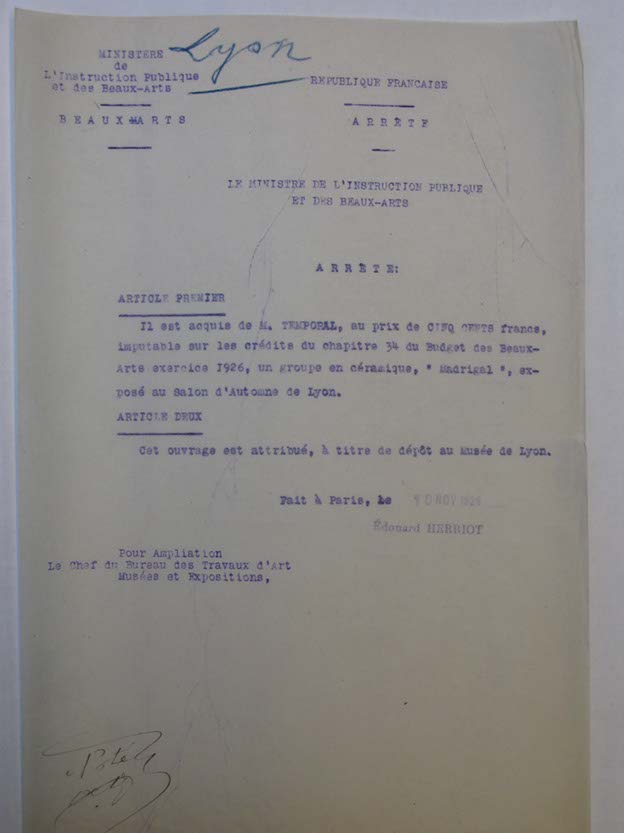 Lyon
MINISTERE
de
L'Instruction Publique
et des Beaux-Arts
REPUBLIQUE FRANCAISE
BEAUX-ARTS
ARRÊTE
LE MINISTRE DE L'INSTRUCTION PUBLIQUE
ET DES BEAUX-ARTS
ARRÊTE:
ARTICLE PREMIER
Il est acquis de M. TEMPORAL, au prix de CINQ CENTS francs,
imputable sur les crédits du chapitre 34 du Budget des Beaux-
Arts exercice 1926, un groupe en céramique, " Madrigal ", ex-
posé au Salon d'Automne de Lyon.
ARTICLE DEUX
Cet ouvrage est attribué, à titre de dépôt au Musée de Lyon.
Fait à Paris, le NOV 1926
Édouard HERRIOT
Pour Ampliation
Le Chef du Bureau des Travaux d'Art
Musées et Expositions,